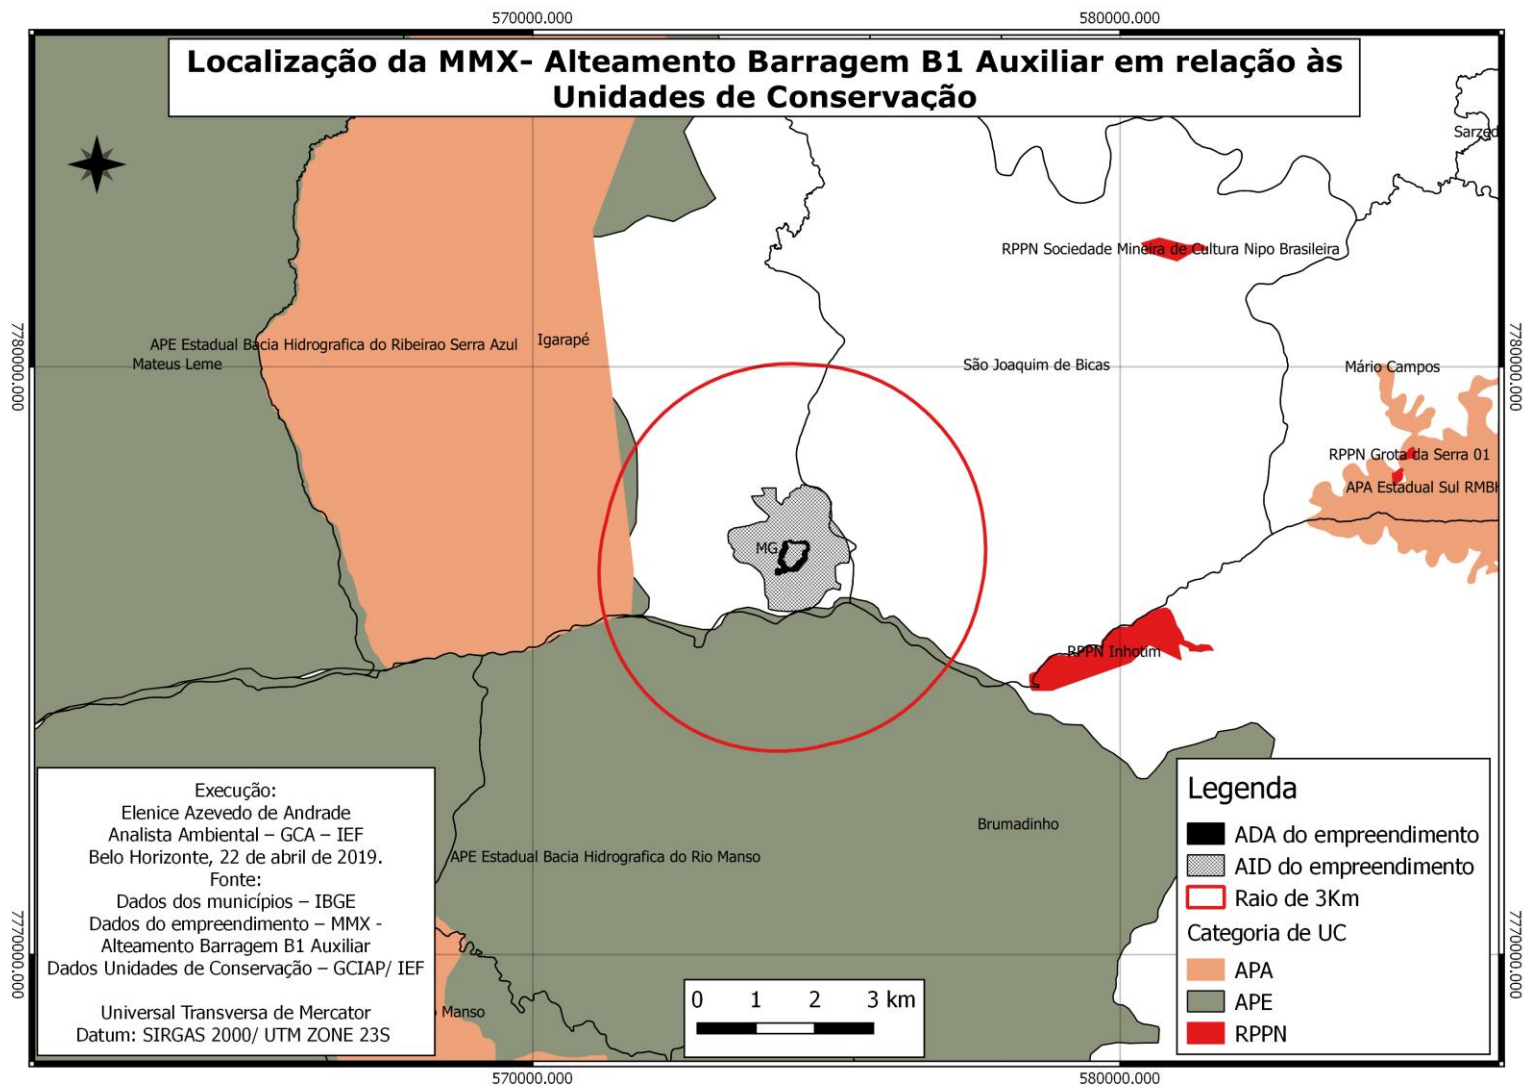 570000.000
580000.000
Localização da MMX- Alteamento Barragem B1 Auxiliar em relação às
Unidades de Conservação
Sarzed
RPPN Sociedade Mineira de Cultura Nipo Brasileira
APE Estadual Bacia Hidrografica do Ribeirao Serra Azul
Igarapé
Mateus Leme
São Joaquim de Bicas
Mário Campos
7780000.000
7780000.000
RPPN Grota da Serra 01
APA Estadual Sul RMBH
MG
RPPN Inhotim
Brumadinho
APE Estadual Bacia Hidrografica do Rio Manso
Manso
7770000.000
7770000.000
Execução:
Elenice Azevedo de Andrade
Analista Ambiental – GCA – IEF
Belo Horizonte, 22 de abril de 2019.
Fonte:
Dados dos municípios – IBGE
Dados do empreendimento – MMX -
Alteamento Barragem B1 Auxiliar
Dados Unidades de Conservação – GCIAP/ IEF
Universal Transversa de Mercator
Datum: SIRGAS 2000/ UTM ZONE 23S
0 1 2 3 km
Legenda
ADA do empreendimento
AID do empreendimento
Raio de 3Km
Categoria de UC
APA
APE
RPPN
570000.000
580000.000